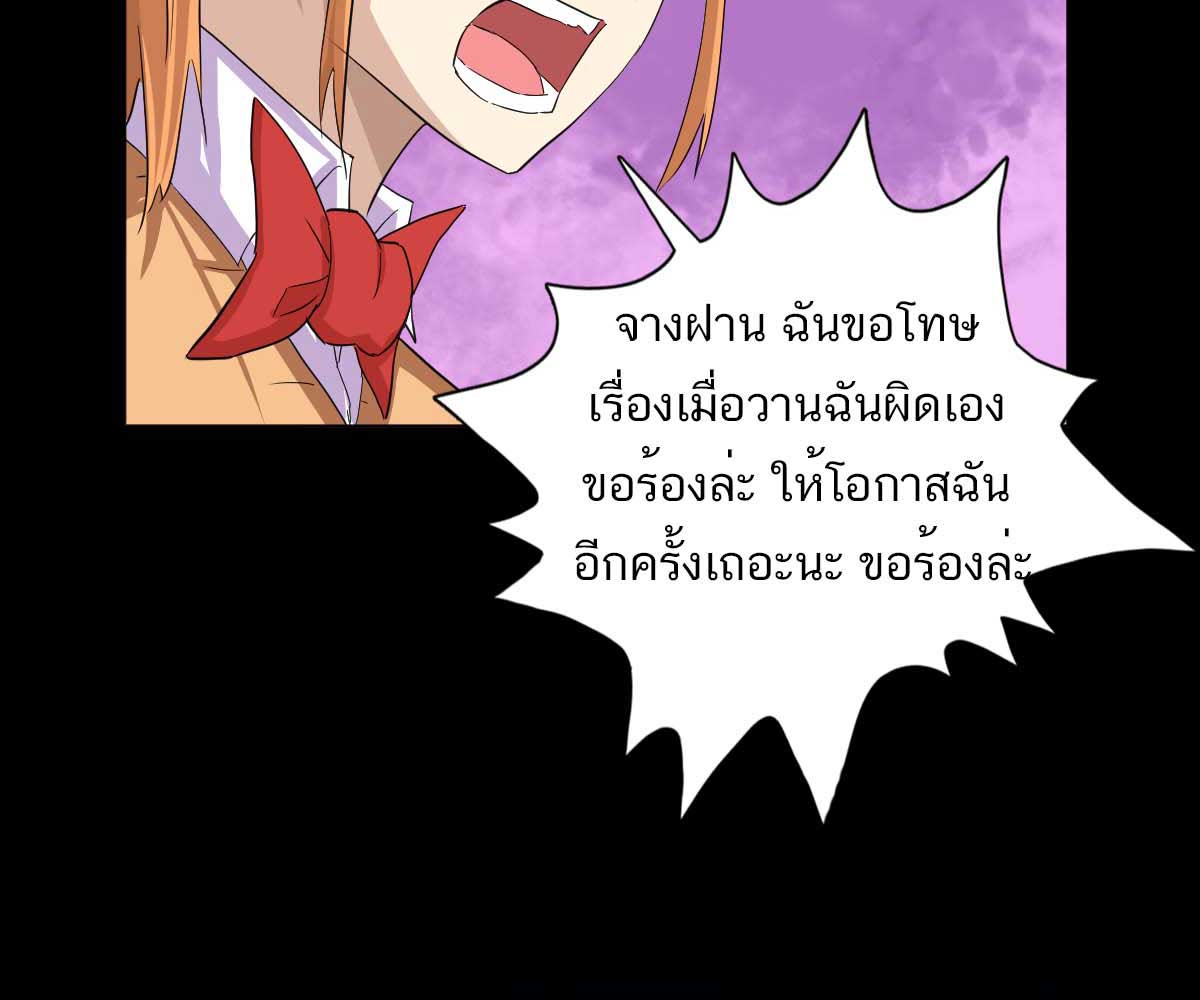 จางฝาน ฉันขอโทษ
เรื่องเมื่อวานฉันผิดเอง
ขอร้องล่ะ ให้โอกาสฉัน
อีกครั้งเถอะนะ ขอร้องล่ะ